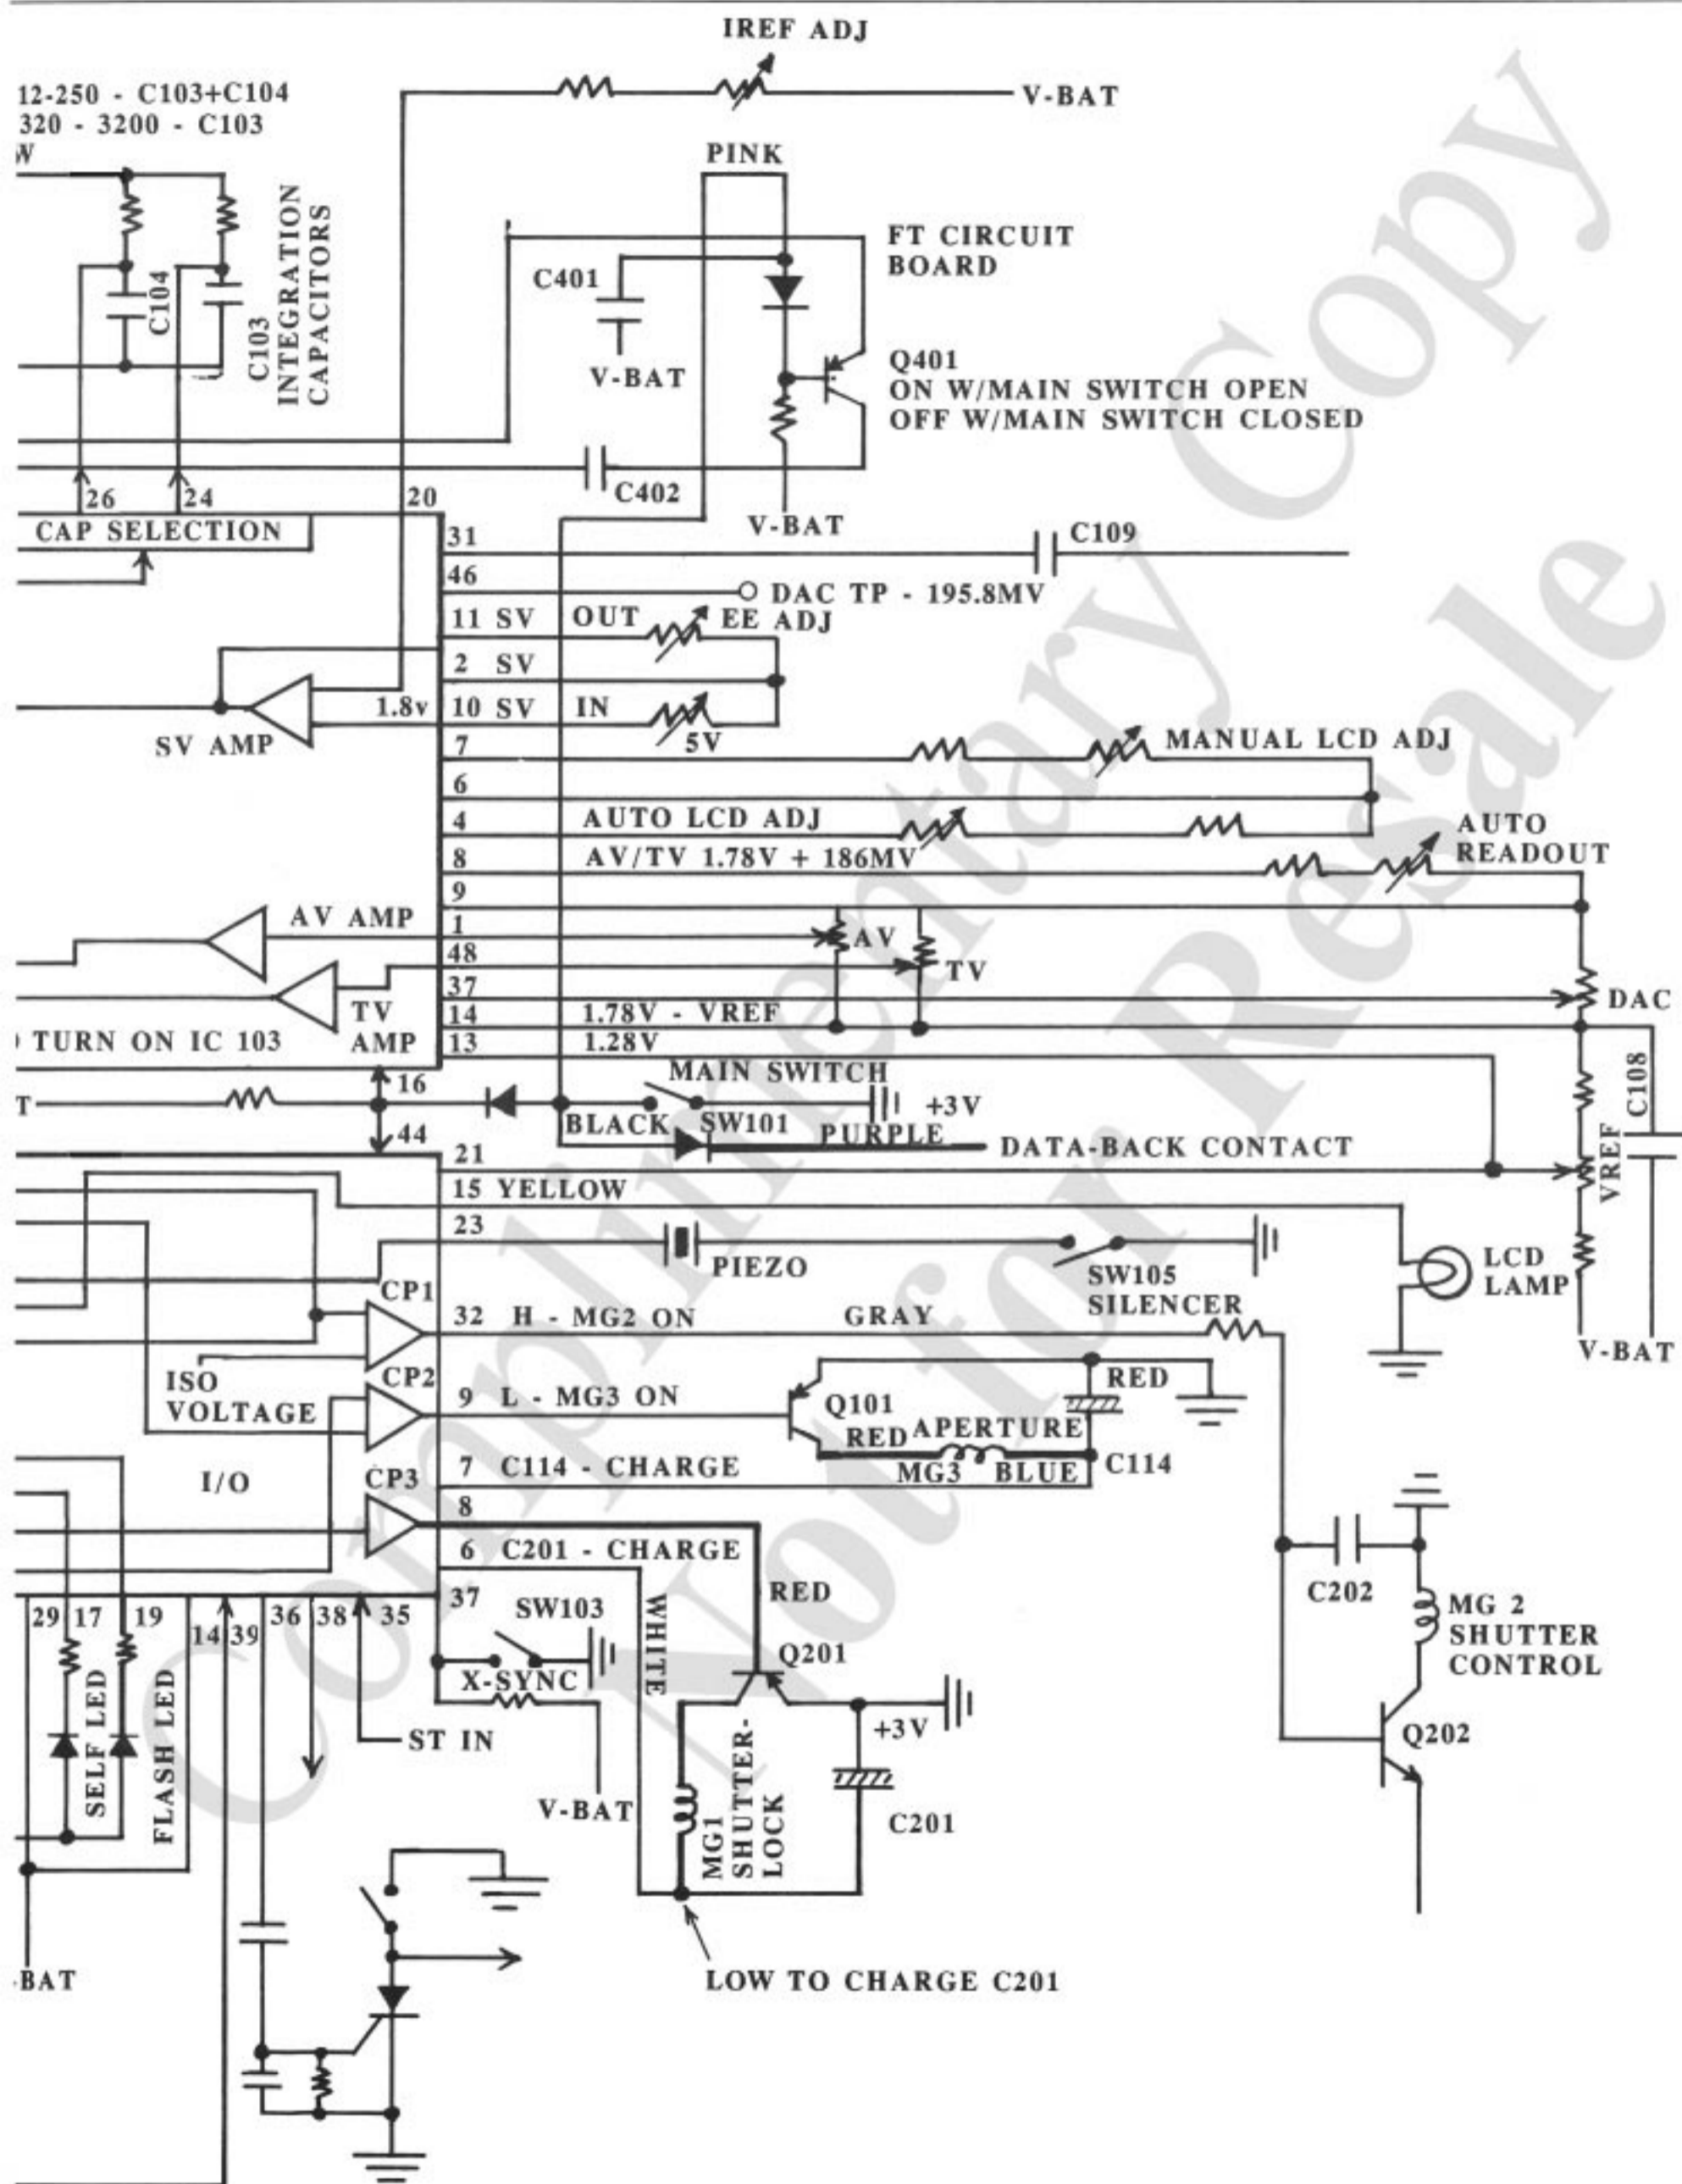 IREF ADJ
12-250 - C103+C104
320 - 3200 - C103
W
V-BAT
PINK
INTEGRATION
CAPACITORS
C104
C103
FT CIRCUIT
BOARD
C401
V-BAT
Q401
ON W/MAIN SWITCH OPEN
OFF W/MAIN SWITCH CLOSED
C402
V-BAT
26
24
20
CAP SELECTION
31
C109
46
DAC TP - 195.8MV
11 SV OUT
EE ADJ
2 SV
1.8v
10 SV IN
5V
SV AMP
7
MANUAL LCD ADJ
6
4
AUTO LCD ADJ
8
AV/TV 1.78V + 186MV
AUTO
READOUT
9
AV AMP
1
AV
48
TV
37
DAC
TV
AMP
14
1.78V - VREF
TURN ON IC 103
13
1.28V
C108
16
MAIN SWITCH
T
+3V
BLACK
SW101
PURPLE
44
DATA-BACK CONTACT
21
VREF
15 YELLOW
23
PIEZO
SW105
SILENCER
LCD
LAMP
CP1
32 H - MG2 ON
GRAY
V-BAT
ISO
VOLTAGE
CP2
9 L - MG3 ON
Q101
RED
RED
APERTURE
MG3
BLUE
C114
I/O
CP3
7 C114 - CHARGE
8
6 C201 - CHARGE
RED
WHITE
C202
MG 2
SHUTTER
CONTROL
29
17
19
14
39
36
38
35
37
SW103
X-SYNC
Q201
+3V
Q202
ST IN
SELF LED
FLASH LED
V-BAT
MG1
SHUTTER-
LOCK
C201
-BAT
LOW TO CHARGE C201
Complimentary Copy
Not for Resale